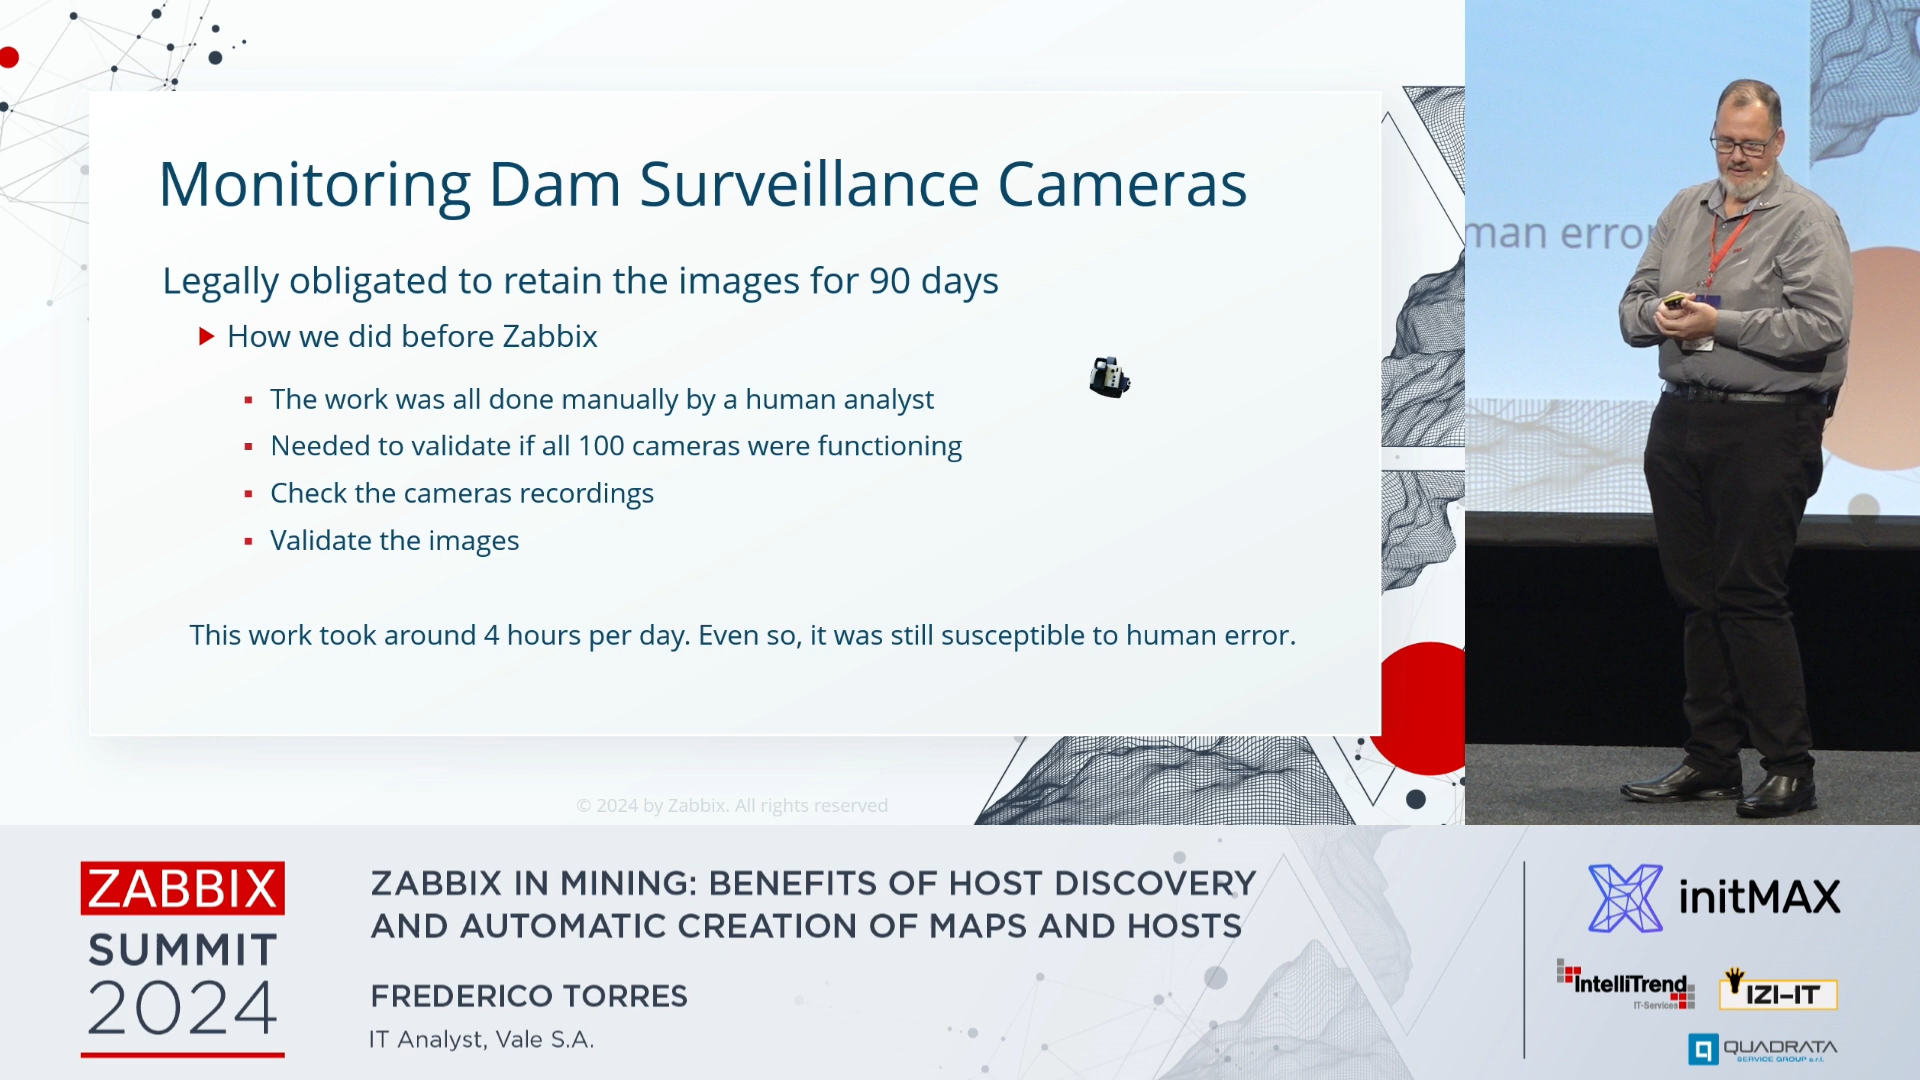 Monitoring Dam Surveillance Cameras
Legally obligated to retain the images for 90 days
How we did before Zabbix
The work was all done manually by a human analyst
Needed to validate if all 100 cameras were functioning
Check the cameras recordings
Validate the images
This work took around 4 hours per day. Even so, it was still susceptible to human error.
© 2024 by Zabbix. All rights reserved
man error
ZABBIX
SUMMIT
2024
ZABBIX IN MINING: BENEFITS OF HOST DISCOVERY
AND AUTOMATIC CREATION OF MAPS AND HOSTS
FREDERICO TORRES
IT Analyst, Vale S.A.
initMAX
IntelliTrend
IT-Services
IZI-IT
QUADRATA
SERVICE GROUP s.r.l.